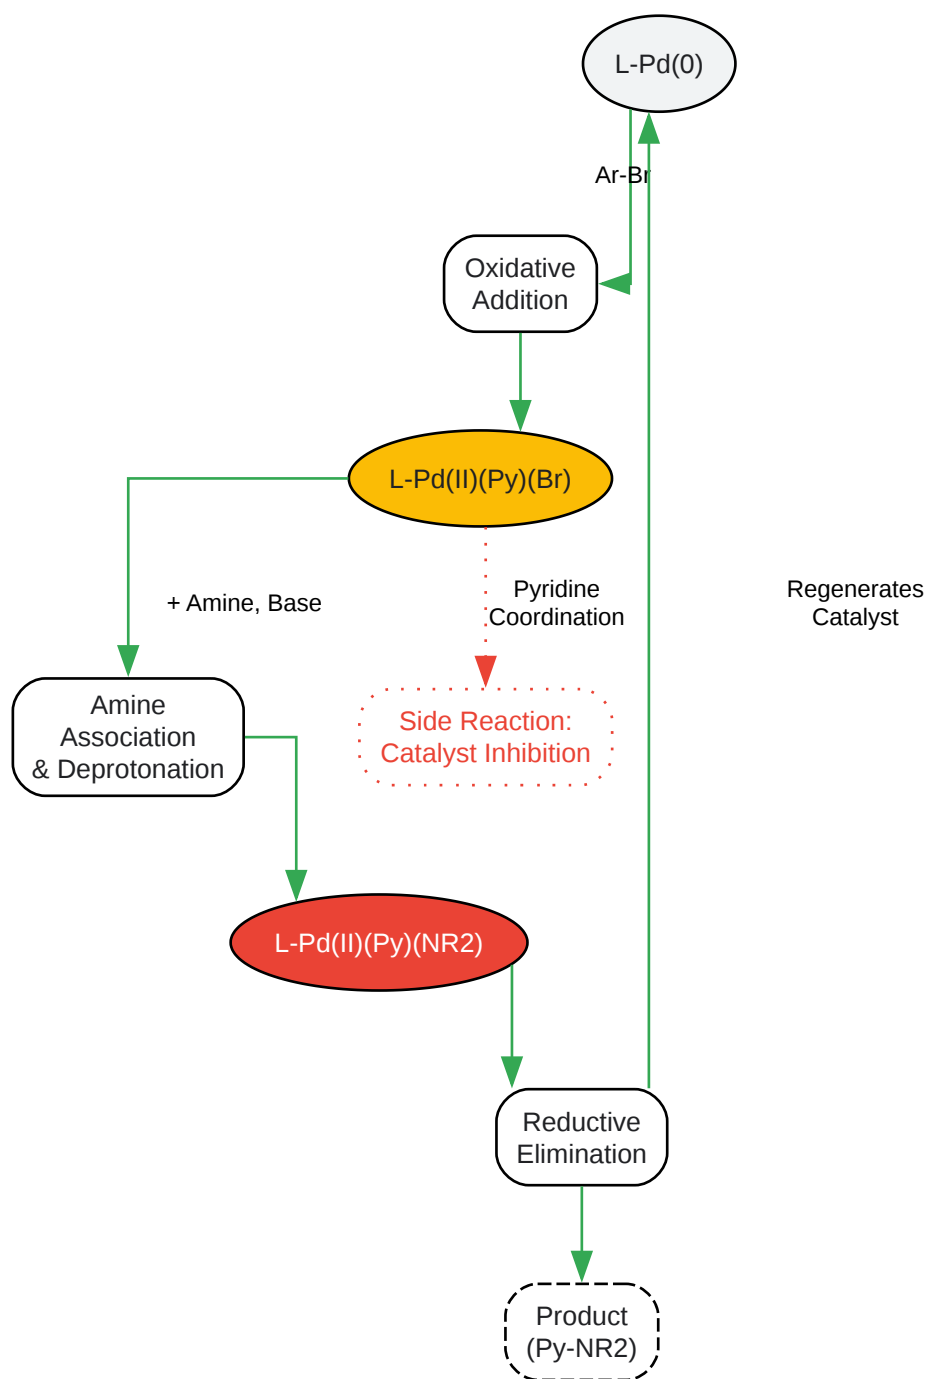 L-Pd(0)
Ar-Br
Oxidative
Addition
L-Pd(II)(Py)(Br)
+ Amine, Base
Pyridine
Coordination
Regenerates
Catalyst
Amine
Association
& Deprotonation
Side Reaction:
Catalyst Inhibition
L-Pd(II)(Py)(NR2)
Reductive
Elimination
Product
(Py-NR2)